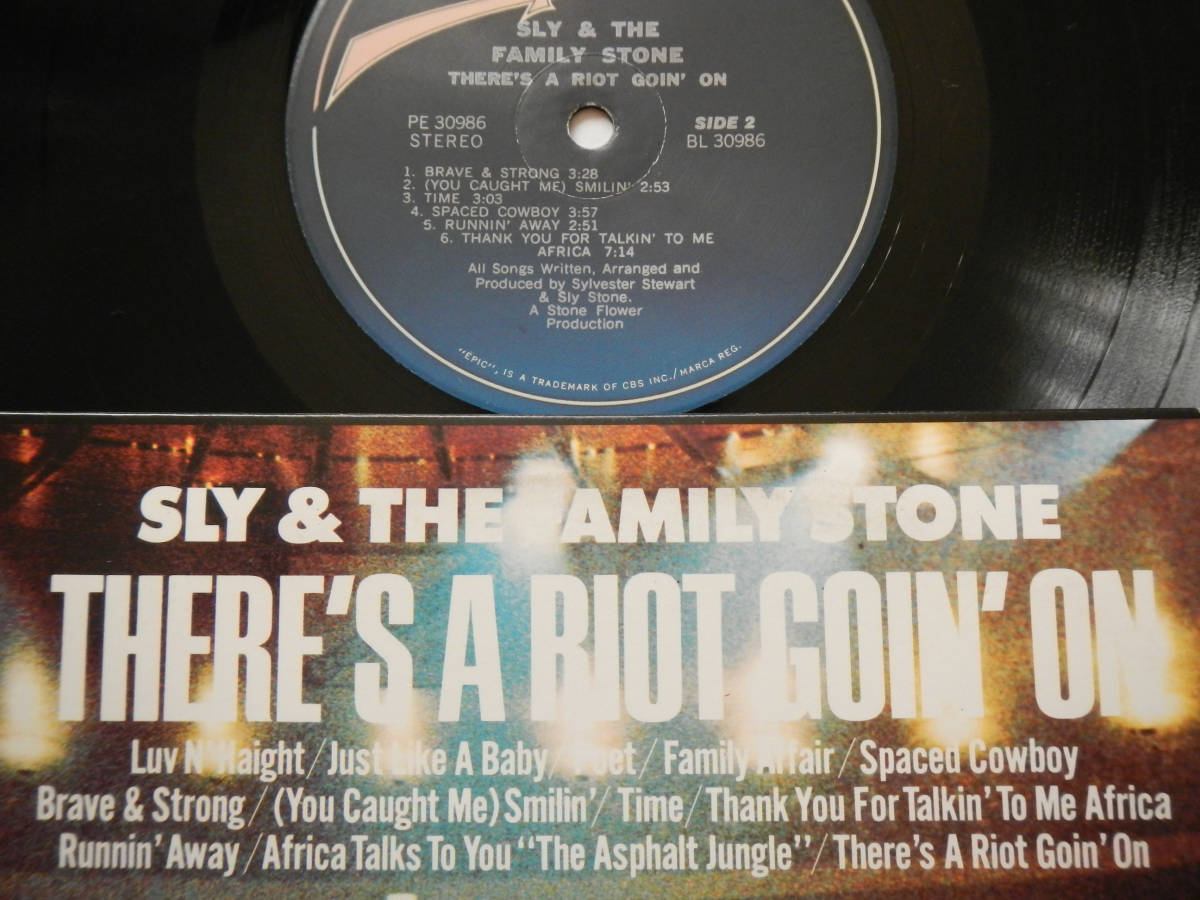 SLY & THE
FAMILY STONE
THERE'S A RIOT GOIN' ON
PE 30986
STEREO
SIDE 2
BL 30986
1. BRAVE & STRONG 3:28
2. (YOU CAUGHT ME) SMILIN' 2:53
3. TIME 3:03
4. SPACED COWBOY 3:57
5. RUNNIN' AWAY 2:51
6. THANK YOU FOR TALKIN' TO ME
AFRICA 7:14
All Songs Written, Arranged and
Produced by Sylvester Stewart
& Sly Stone.
A Stone Flower
Production
"EPIC", IS A TRADEMARK OF CBS INC./MARCA REG.
SLY & THE FAMILY STONE
THERE'S A RIOT GOIN' ON
Luv N' Haight/Just Like A Baby/Poet/Family Affair/Spaced Cowboy
Brave & Strong/(You Caught Me) Smilin'/Time/Thank You For Talkin' To Me Africa
Runnin' Away/Africa Talks To You "The Asphalt Jungle"/There's A Riot Goin' On